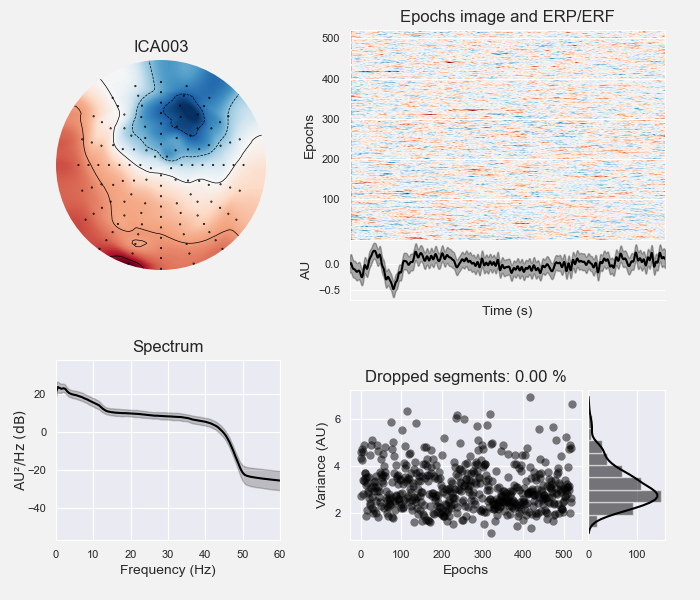 ICA003
Epochs image and ERP/ERF
500
400
300
200
100
Epochs
0.0
−0.5
AU
Time (s)
Spectrum
20
0
−20
−40
AU²/Hz (dB)
0 10 20 30 40 50 60
Frequency (Hz)
Dropped segments: 0.00 %
6
4
2
Variance (AU)
0 100 200 300 400 500
Epochs
0 100